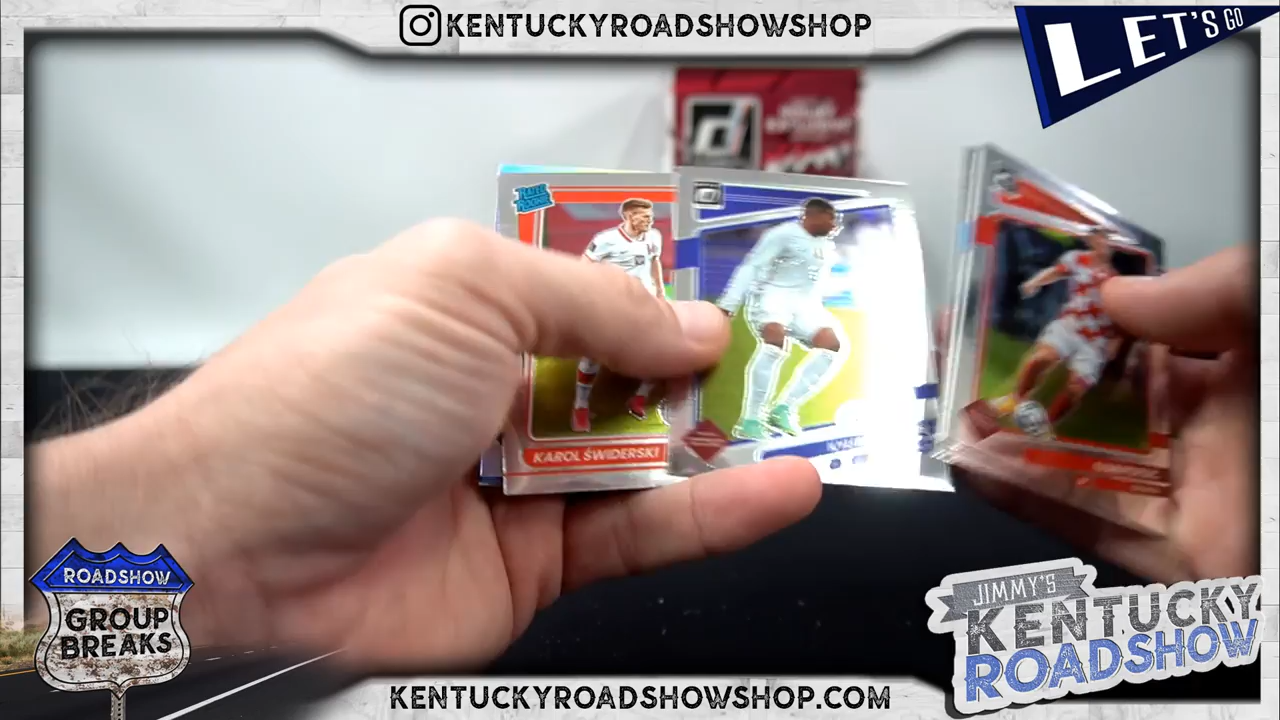 KENTUCKYROADSHOWSHOP
LET'S GO
RATED
ROOKIE
KAROL ŚWIDERSKI
ROADSHOW
GROUP
BREAKS
JIMMY'S
KENTUCKY
ROADSHOW
KENTUCKYROADSHOWSHOP.COM